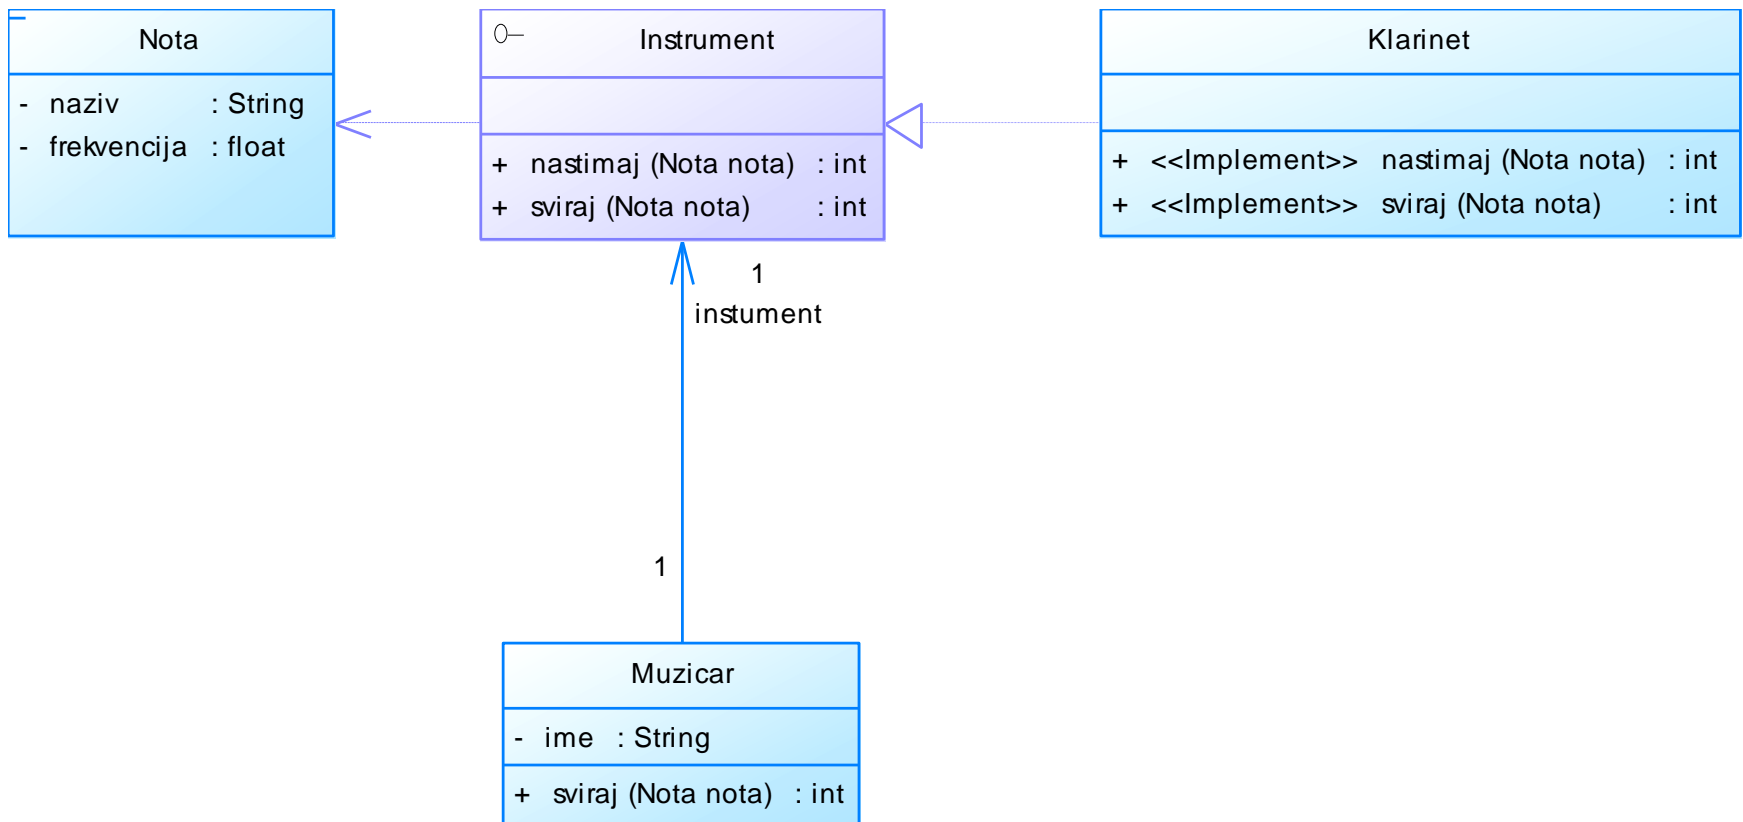 Nota
- naziv : String
- frekvencija : float
Instrument
+ nastimaj (Nota nota) : int
+ sviraj (Nota nota) : int
Klarinet
+ <<Implement>> nastimaj (Nota nota) : int
+ <<Implement>> sviraj (Nota nota) : int
1
instument
1
Muzicar
- ime : String
+ sviraj (Nota nota) : int